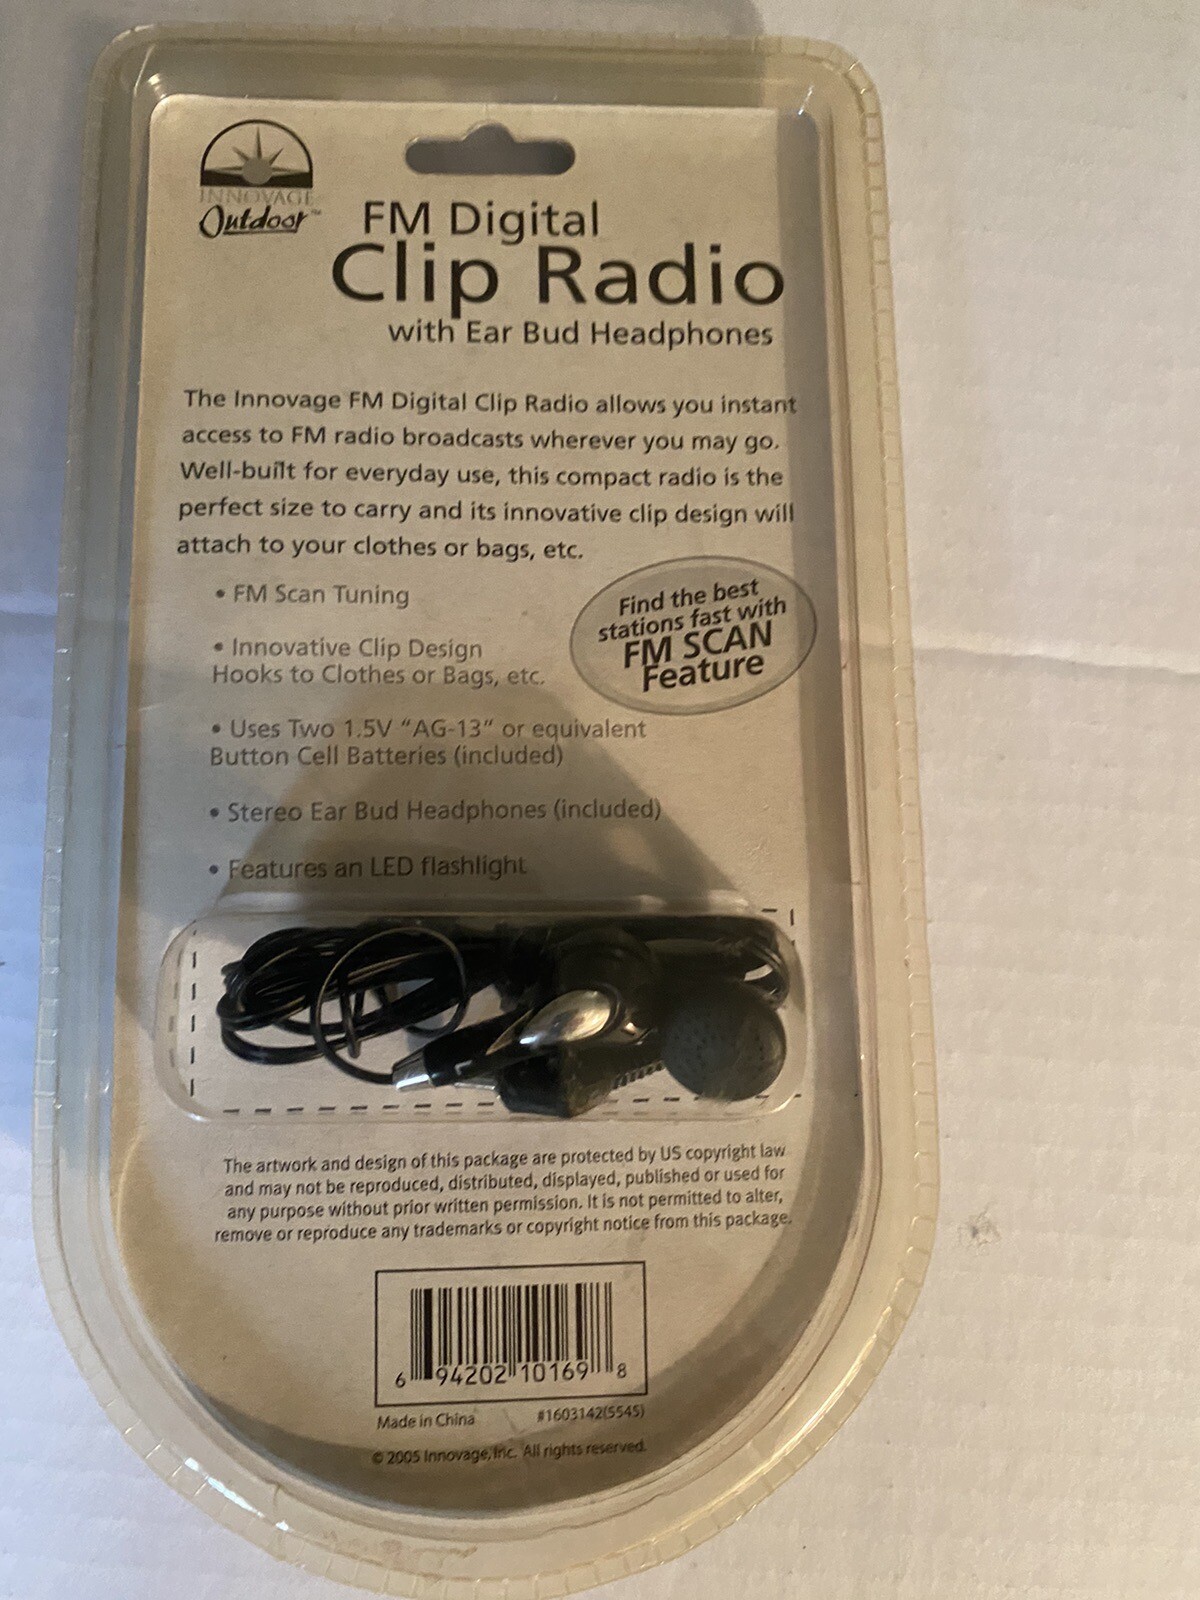 INNOVAGE
Outdoor™
FM Digital
Clip Radio
with Ear Bud Headphones
The Innovage FM Digital Clip Radio allows you instant
access to FM radio broadcasts wherever you may go.
Well-built for everyday use, this compact radio is the
perfect size to carry and its innovative clip design will
attach to your clothes or bags, etc.
• FM Scan Tuning
• Innovative Clip Design
Hooks to Clothes or Bags, etc.
• Uses Two 1.5V “AG-13” or equivalent
Button Cell Batteries (included)
• Stereo Ear Bud Headphones (included)
• Features an LED flashlight
Find the best
stations fast with
FM SCAN
Feature
L
The artwork and design of this package are protected by US copyright law
and may not be reproduced, distributed, displayed, published or used for
any purpose without prior written permission. It is not permitted to alter,
remove or reproduce any trademarks or copyright notice from this package.
6 94202 10169 8
Made in China #1603142(5545)
© 2005 Innovage, Inc. All rights reserved.